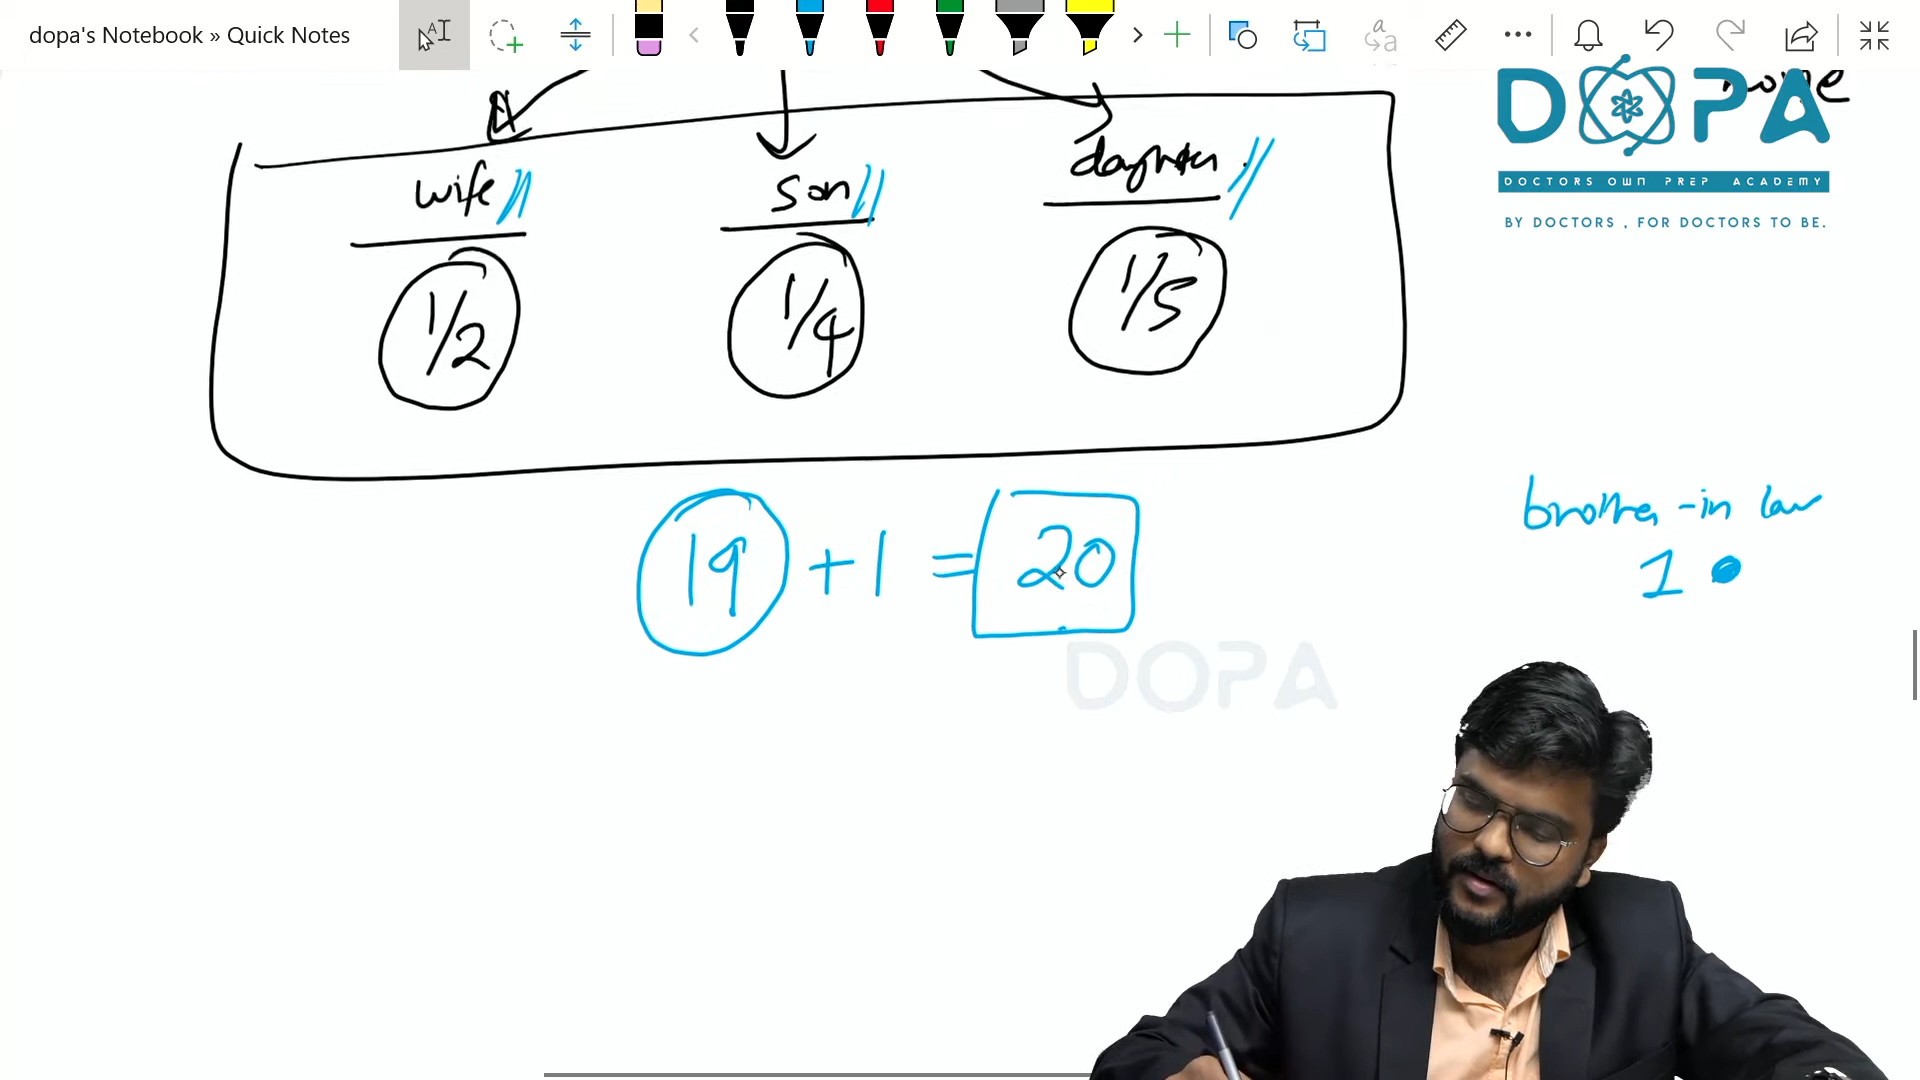 dopa's Notebook » Quick Notes
DOPA
DOCTORS OWN PREP ACADEMY
BY DOCTORS , FOR DOCTORS TO BE.
wife son daughter
1/2 1/4 1/5
19 + 1 = 20
brother-in law
1
DOPA